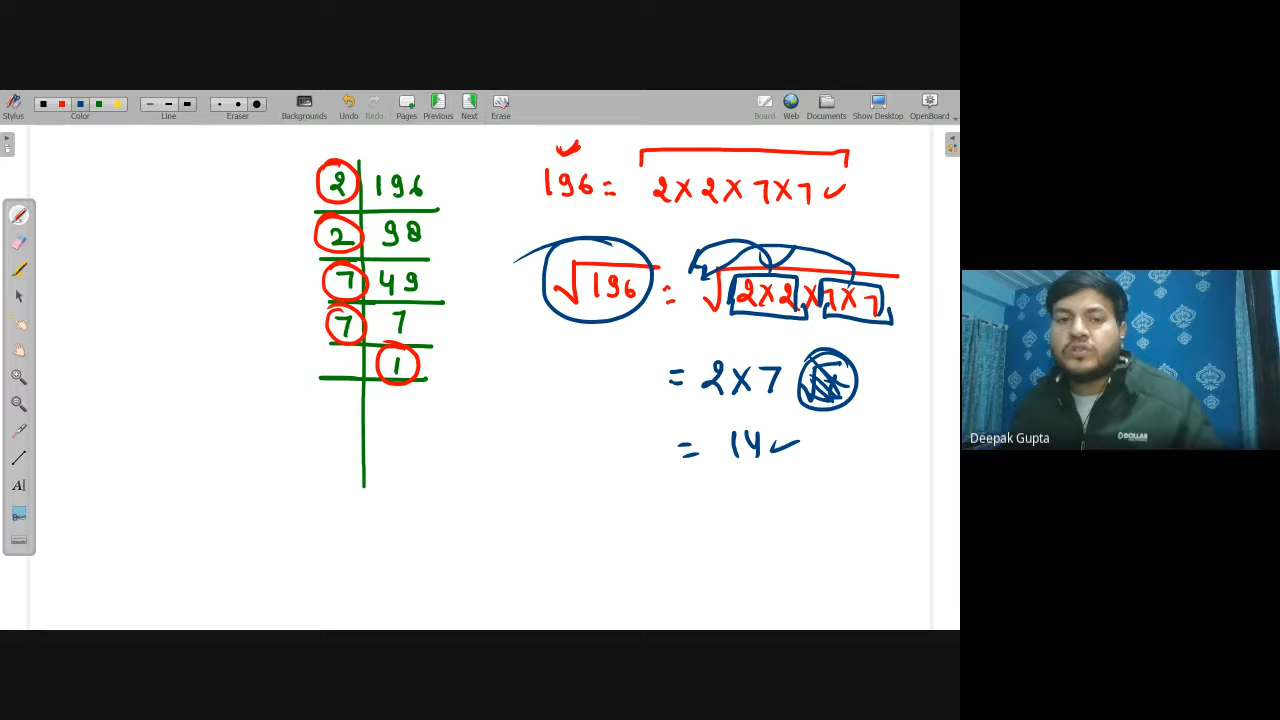 Stylus
Color
Line
Eraser
Backgrounds
Undo
Redo
Pages
Previous
Next
Erase
Board
Web
Documents
Show Desktop
OpenBoard
2 | 196
2 | 98
7 | 49
7 | 7
1
196 = 2×2×7×7 ✓
√196 = √2×2×7×7
= 2×7
= 14 ✓
Deepak Gupta
DOLLAR